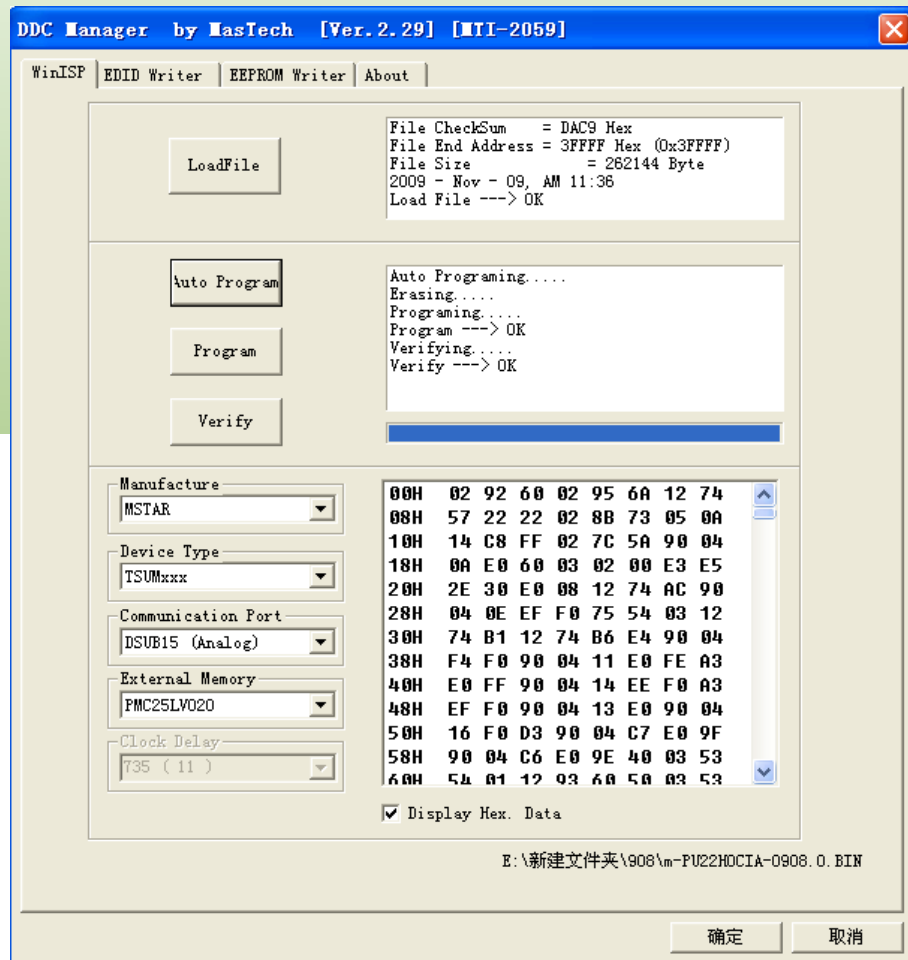 DDC Manager by MasTech [Ver.2.29] [MTI-2059]
WinISP EDID Writer EEPROM Writer About
LoadFile
File CheckSum = DAC9 Hex
File End Address = 3FFFF Hex (0x3FFFF)
File Size = 262144 Byte
2009 - Nov - 09, AM 11:36
Load File ---> OK
Auto Program
Program
Verify
Auto Programing.....
Erasing.....
Programing.....
Program ---> OK
Verifying.....
Verify ---> OK
Manufacture
MSTAR
Device Type
TSUMxxx
Communication Port
DSUB15 (Analog)
External Memory
PMC25LV020
Clock Delay
735 ( 11 )
00H 02 92 60 02 95 6A 12 74
08H 57 22 22 02 8B 73 05 0A
10H 14 C8 FF 02 7C 5A 90 04
18H 0A E0 60 03 02 00 E3 E5
20H 2E 30 E0 08 12 74 AC 90
28H 04 0E EF F0 75 54 03 12
30H 74 B1 12 74 B6 E4 90 04
38H F4 F0 90 04 11 E0 FE A3
40H E0 FF 90 04 14 EE F0 A3
48H EF F0 90 04 13 E0 90 04
50H 16 F0 D3 90 04 C7 E0 9F
58H 90 04 C6 E0 9E 40 03 53
60H 54 01 12 93 60 50 03 53
Display Hex. Data
E:\新建文件夹\908\m-PU22HOCIA-0908.0.BIN
确定 取消